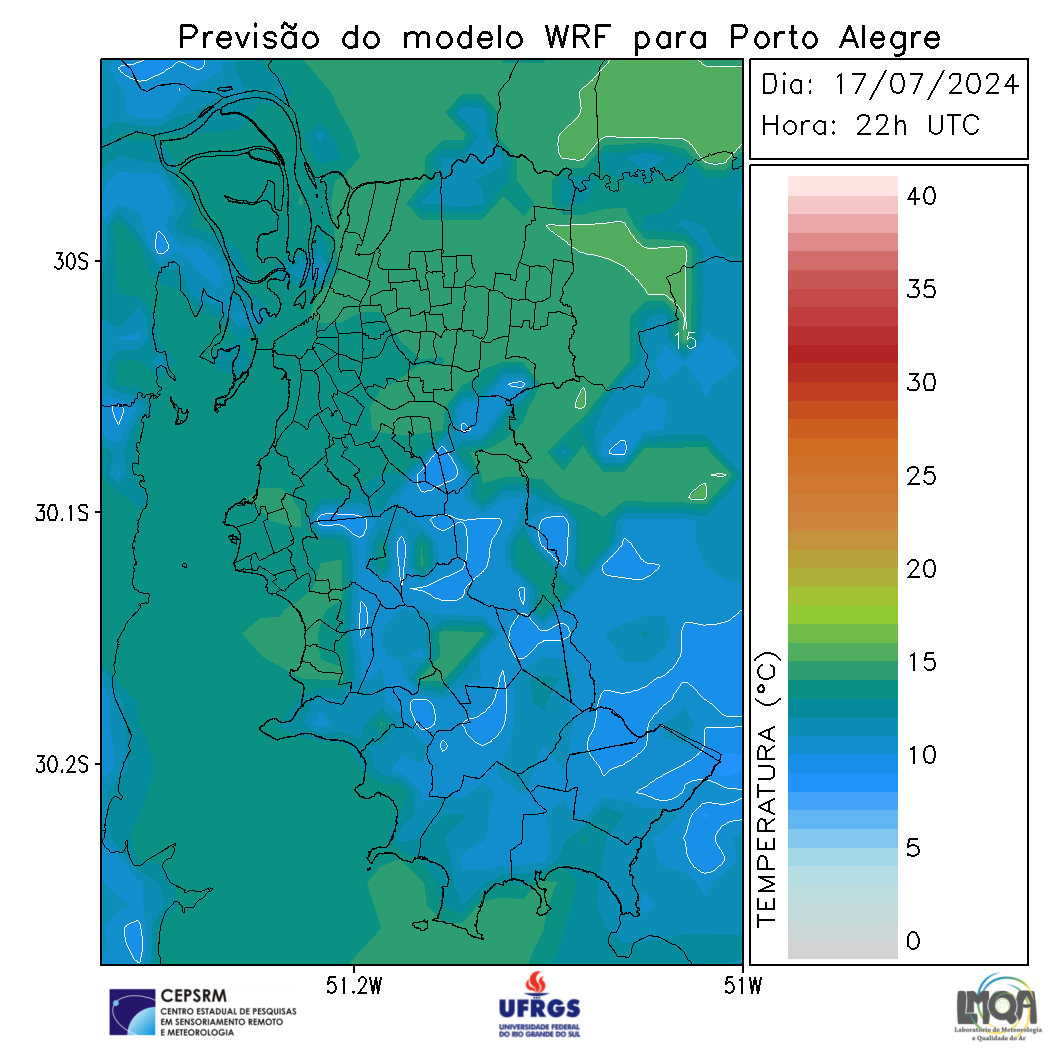 Previsão do modelo WRF para Porto Alegre
Dia: 17/07/2024
Hora: 22h UTC
40
35
30
25
20
15
10
5
0
TEMPERATURA (°C)
30S
30.1S
30.2S
15
51.2W
51W
CEPSRM
CENTRO ESTADUAL DE PESQUISAS
EM SENSORIAMENTO REMOTO
E METEOROLOGIA
UFRGS
UNIVERSIDADE FEDERAL
DO RIO GRANDE DO SUL
LMQA
Laboratório de Meteorologia
e Qualidade do Ar